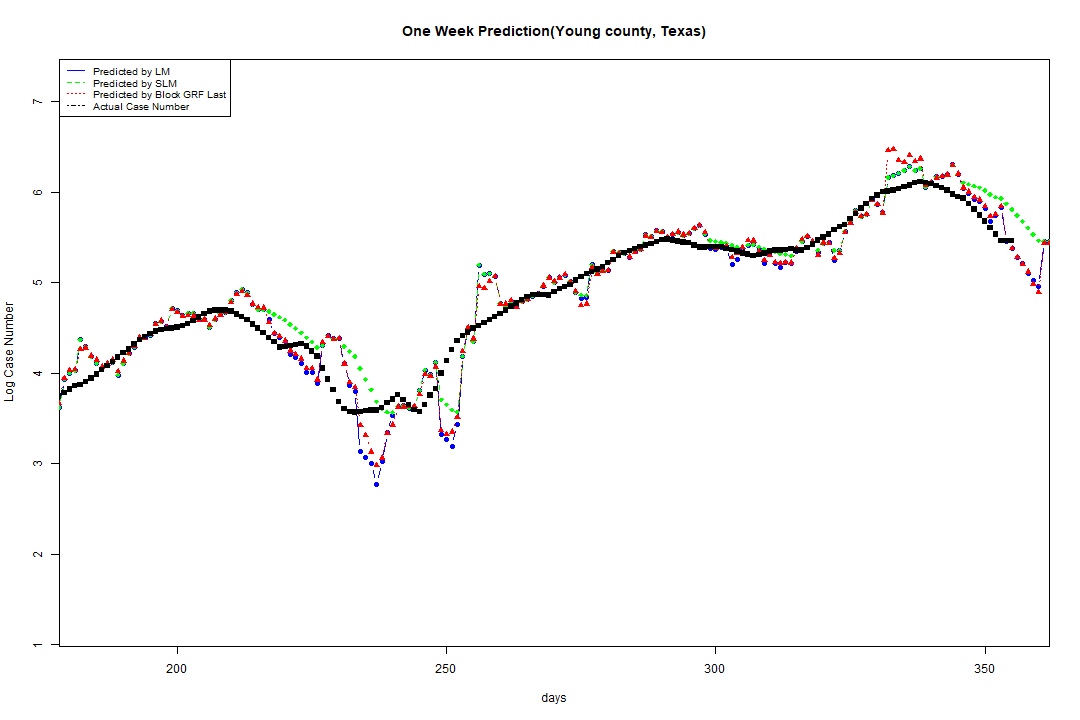 One Week Prediction(Young county, Texas)
Predicted by LM
Predicted by SLM
Predicted by Block GRF Last
Actual Case Number
7
6
5
4
3
2
1
Log Case Number
200 250 300 350
days